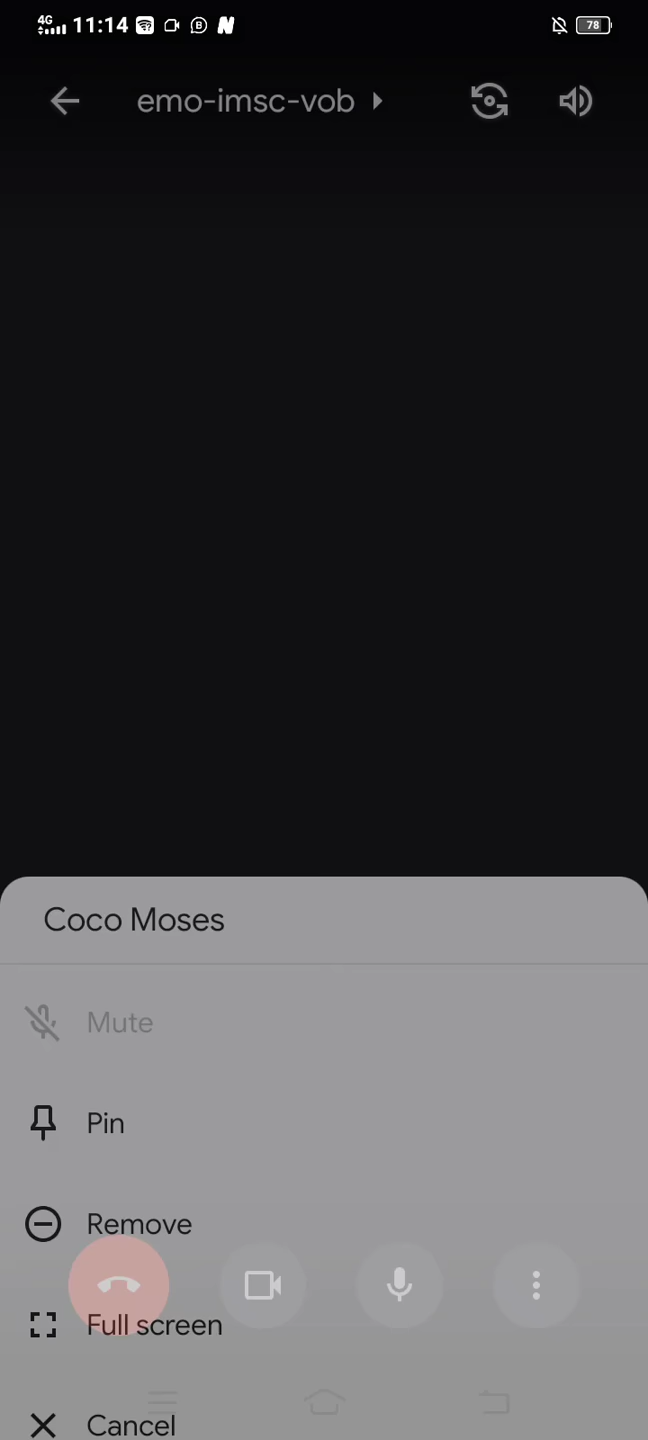 4G 11:14 B N 78
emo-imsc-vob
Coco Moses
Mute
Pin
Remove
Full screen
Cancel